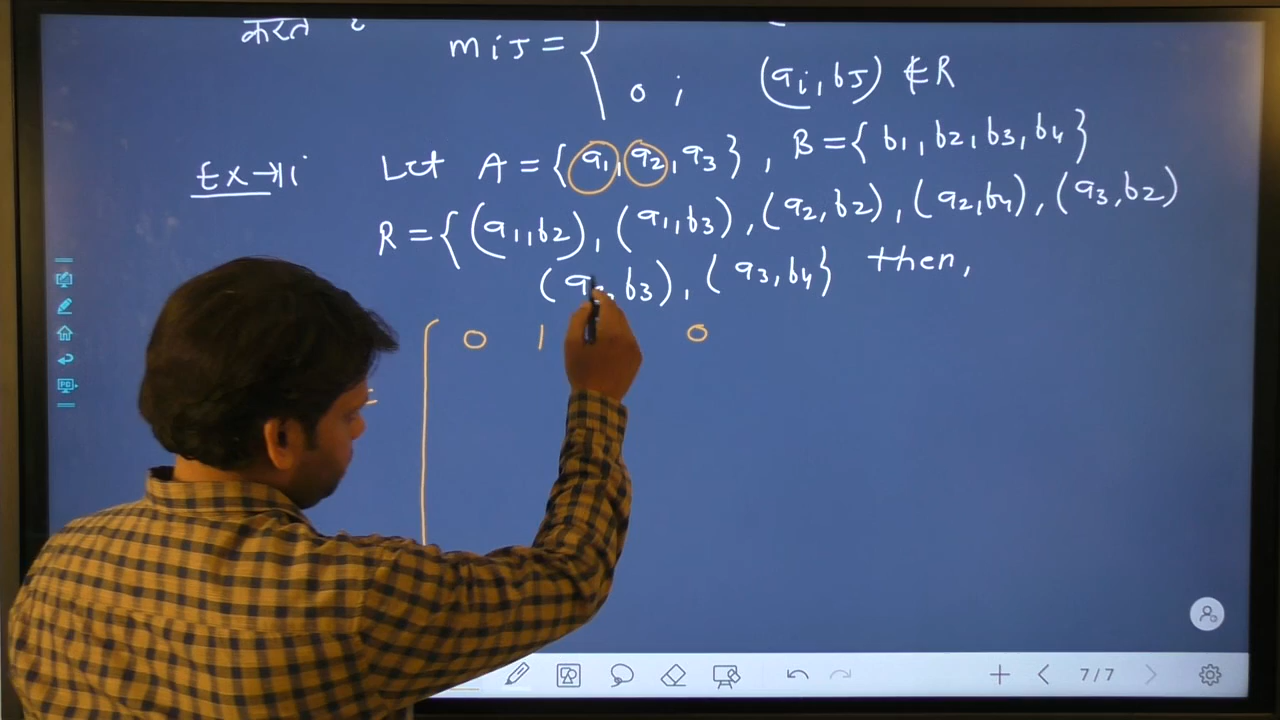 करते
mij = {
0 ; (ai, bj) ∉ R
Ex→i Let A = { a1, a2, a3 } , B = { b1, b2, b3, b4 }
R = { (a1, b2), (a1, b3), (a2, b2), (a2, b4), (a3, b2)
(a , b3), (a3, b4} then,
0 1 0
7/7